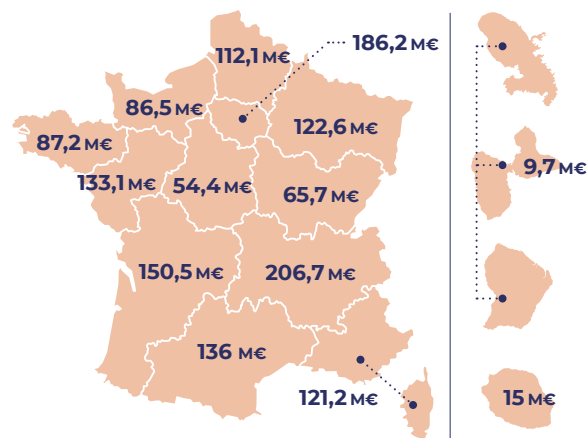 186,2 M€
112,1 M€
86,5 M€
122,6 M€
87,2 M€
9,7 M€
133,1 M€
54,4 M€
65,7 M€
150,5 M€
206,7 M€
136 M€
121,2 M€
15 M€